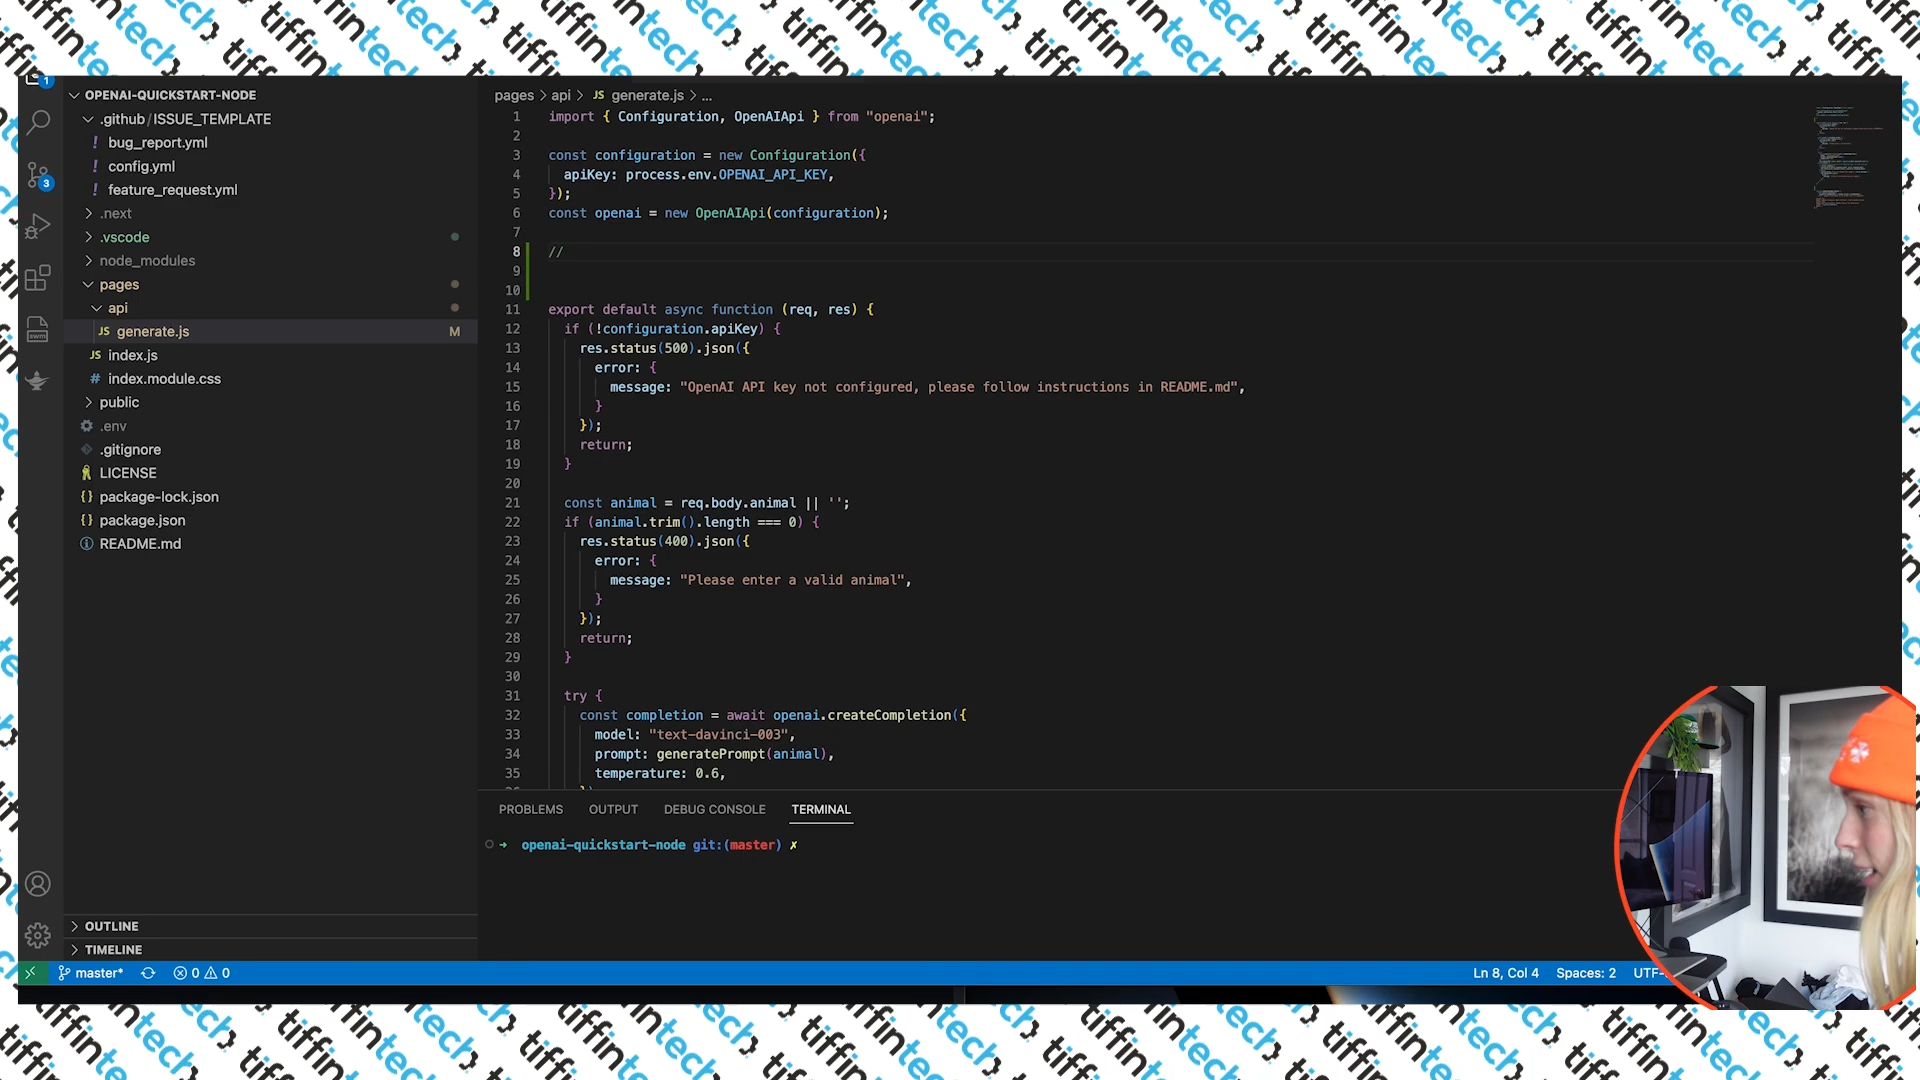 tiffintech
1
OPENAI-QUICKSTART-NODE
.github/ISSUE_TEMPLATE
! bug_report.yml
! config.yml
3
! feature_request.yml
.next
.vscode
node_modules
pages
api
JS generate.js M
JS index.js
# index.module.css
public
.env
.gitignore
LICENSE
{} package-lock.json
{} package.json
README.md
OUTLINE
TIMELINE
pages > api > JS generate.js > ...
1 import { Configuration, OpenAIApi } from "openai";
2
3 const configuration = new Configuration({
4 apiKey: process.env.OPENAI_API_KEY,
5 });
6 const openai = new OpenAIApi(configuration);
7
8 //
9
10
11 export default async function (req, res) {
12 if (!configuration.apiKey) {
13 res.status(500).json({
14 error: {
15 message: "OpenAI API key not configured, please follow instructions in README.md",
16 }
17 });
18 return;
19 }
20
21 const animal = req.body.animal || '';
22 if (animal.trim().length === 0) {
23 res.status(400).json({
24 error: {
25 message: "Please enter a valid animal",
26 }
27 });
28 return;
29 }
30
31 try {
32 const completion = await openai.createCompletion({
33 model: "text-davinci-003",
34 prompt: generatePrompt(animal),
35 temperature: 0.6,
PROBLEMS OUTPUT DEBUG CONSOLE TERMINAL
→ openai-quickstart-node git:(master) ✗
master* 0 0 Ln 8, Col 4 Spaces: 2 UTF-